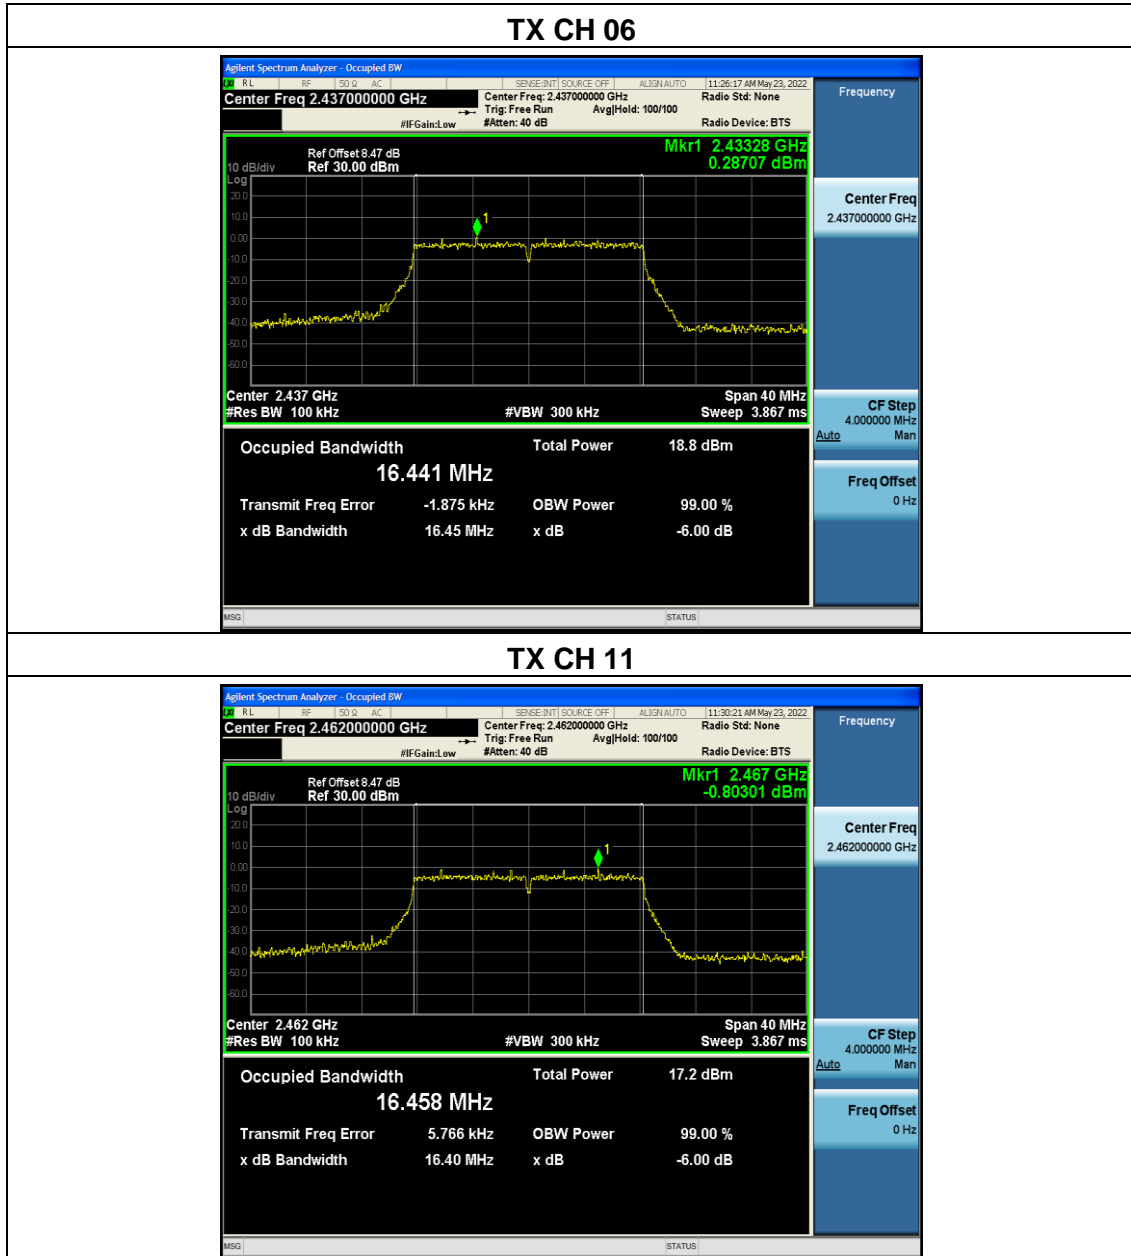 TX CH 06
Agilent Spectrum Analyzer - Occupied BW
LXI RL RF 50 Ω AC SENSE:INT SOURCE OFF ALIGN AUTO 11:26:17 AM May 23, 2022
Center Freq 2.437000000 GHz
Center Freq: 2.437000000 GHz Radio Std: None
Trig: Free Run Avg|Hold: 100/100
#IFGain:Low #Atten: 40 dB Radio Device: BTS
Frequency
Mkr1 2.43328 GHz
0.28707 dBm
Ref Offset 8.47 dB
10 dB/div Ref 30.00 dBm
Log
20.0
10.0
0.00
-10.0
-20.0
-30.0
-40.0
-50.0
-60.0
1
Center 2.437 GHz Span 40 MHz
#Res BW 100 kHz #VBW 300 kHz Sweep 3.867 ms
Occupied Bandwidth Total Power 18.8 dBm
16.441 MHz
Transmit Freq Error -1.875 kHz OBW Power 99.00 %
x dB Bandwidth 16.45 MHz x dB -6.00 dB
Center Freq
2.437000000 GHz
CF Step
4.000000 MHz
Auto Man
Freq Offset
0 Hz
MSG STATUS
TX CH 11
Agilent Spectrum Analyzer - Occupied BW
LXI RL RF 50 Ω AC SENSE:INT SOURCE OFF ALIGN AUTO 11:30:21 AM May 23, 2022
Center Freq 2.462000000 GHz
Center Freq: 2.462000000 GHz Radio Std: None
Trig: Free Run Avg|Hold: 100/100
#IFGain:Low #Atten: 40 dB Radio Device: BTS
Frequency
Mkr1 2.467 GHz
-0.80301 dBm
Ref Offset 8.47 dB
10 dB/div Ref 30.00 dBm
Log
20.0
10.0
0.00
-10.0
-20.0
-30.0
-40.0
-50.0
-60.0
1
Center 2.462 GHz Span 40 MHz
#Res BW 100 kHz #VBW 300 kHz Sweep 3.867 ms
Occupied Bandwidth Total Power 17.2 dBm
16.458 MHz
Transmit Freq Error 5.766 kHz OBW Power 99.00 %
x dB Bandwidth 16.40 MHz x dB -6.00 dB
Center Freq
2.462000000 GHz
CF Step
4.000000 MHz
Auto Man
Freq Offset
0 Hz
MSG STATUS